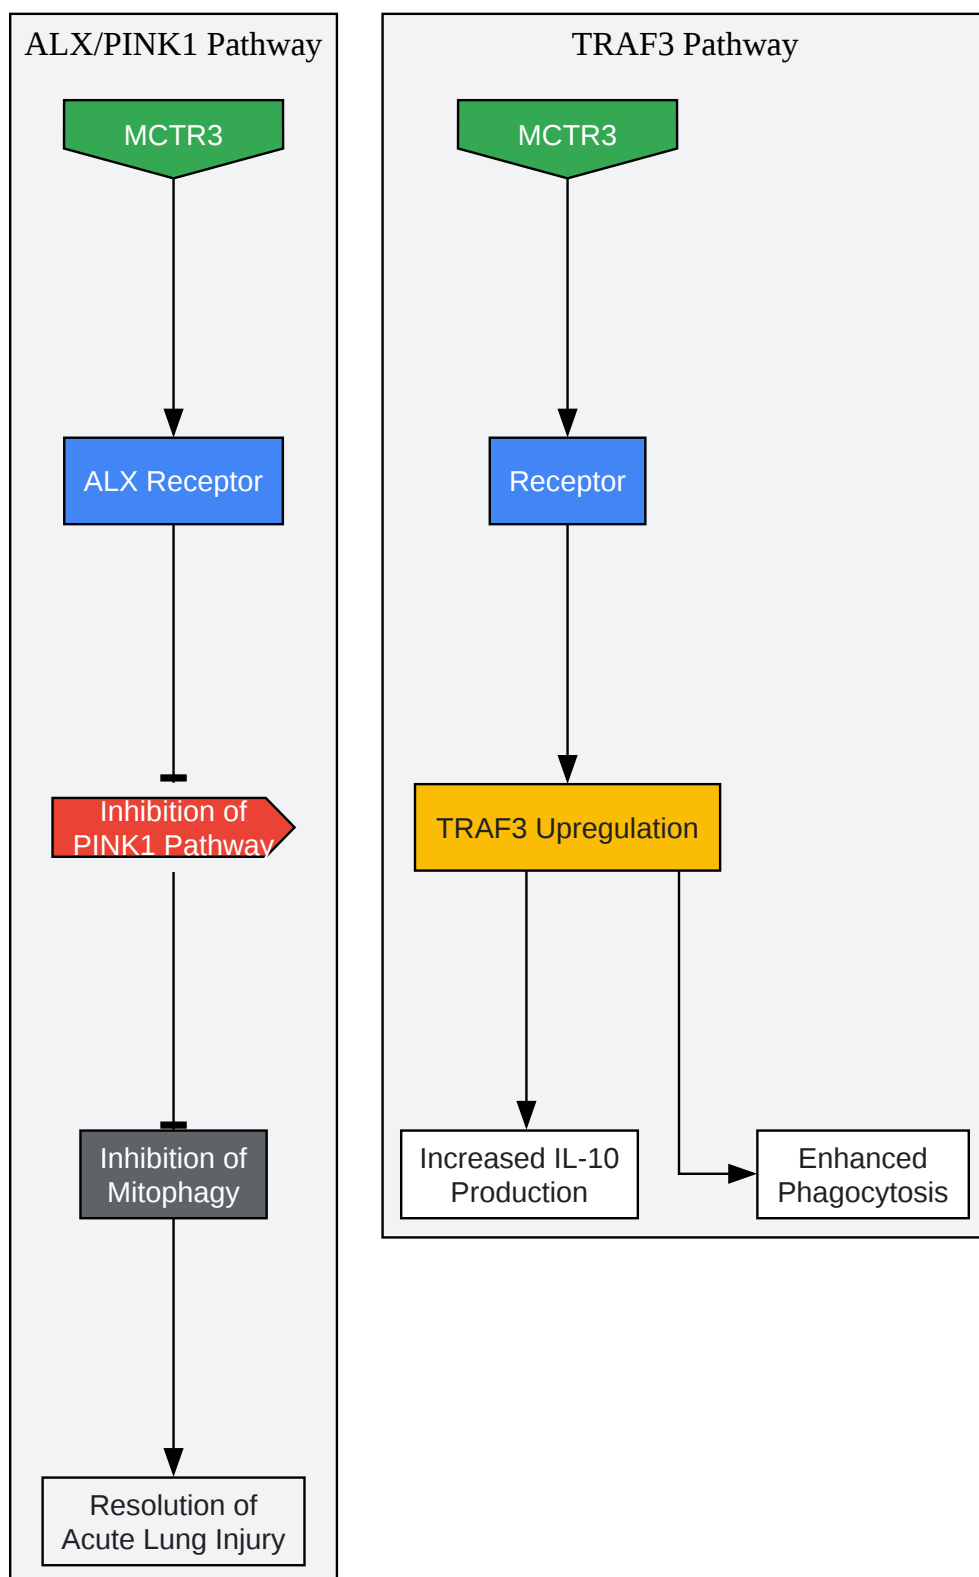 ALX/PINK1 Pathway
MCTR3
ALX Receptor
Inhibition of
PINK1 Pathway
Inhibition of
Mitophagy
Resolution of
Acute Lung Injury
TRAF3 Pathway
MCTR3
Receptor
TRAF3 Upregulation
Increased IL-10
Production
Enhanced
Phagocytosis